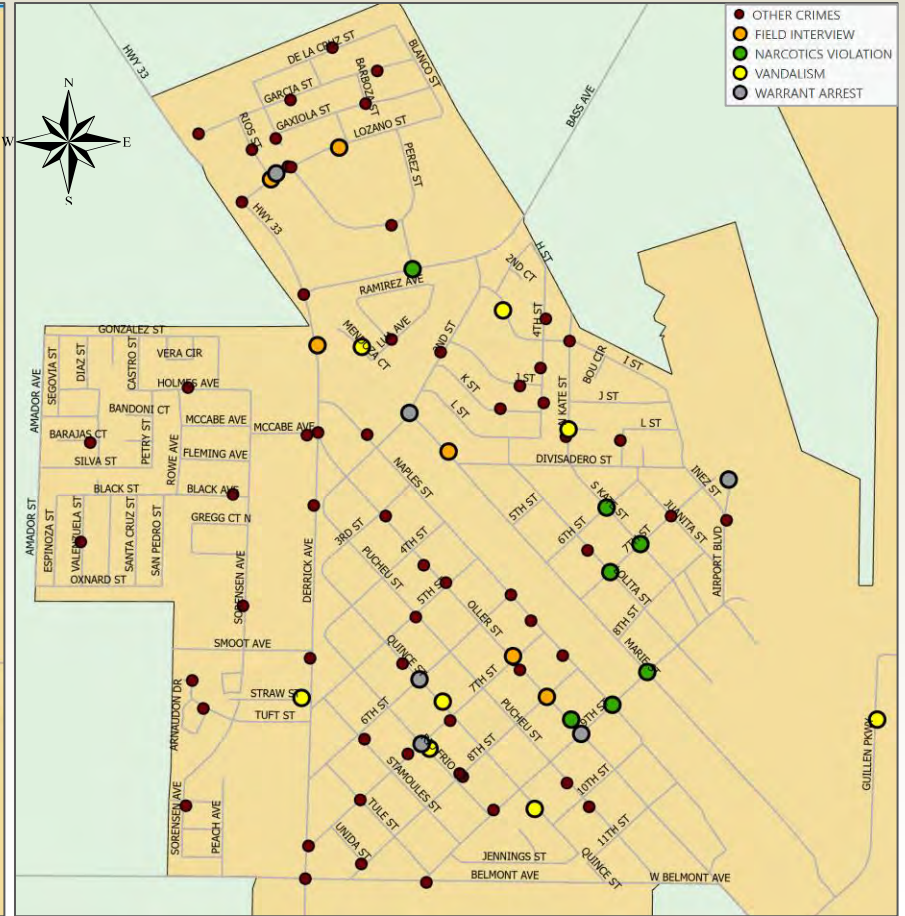 OTHER CRIMES
FIELD INTERVIEW
NARCOTICS VIOLATION
VANDALISM
WARRANT ARREST
HWY 33
N
W
E
S
DE LA CRUZ ST
BLANCO ST
BARBOZA ST
GARCIA ST
GAXIOLA ST
RIOS ST
LOZANO ST
PEREZ ST
BASS AVE
HWY 33
H ST
2ND CT
RAMIREZ AVE
4TH ST
2ND ST
LILIA AVE
MENDOZA CT
BOU CIR
I ST
GONZALEZ ST
VERA CIR
CASTRO ST
DIAZ ST
SEGOVIA ST
AMADOR AVE
HOLMES AVE
K ST
J ST
N KATE ST
J ST
BANDONI CT
MCCABE AVE
MCCABE AVE
L ST
L ST
BARAJAS CT
PETRY ST
ROWE AVE
FLEMING AVE
SILVA ST
DIVISADERO ST
NAPLES ST
INEZ ST
BLACK ST
BLACK AVE
S KATE ST
5TH ST
6TH ST
JUANITA ST
AMADOR ST
ESPINOZA ST
VALENZUELA ST
SANTA CRUZ ST
SAN PEDRO ST
GREGG CT N
3RD ST
4TH ST
7TH ST
AIRPORT BLVD
PUCHEU ST
5TH ST
LOLITA ST
OXNARD ST
SORENSEN AVE
DERRICK AVE
OLLER ST
8TH ST
SMOOT AVE
QUINCE ST
7TH ST
MARIE ST
STRAW ST
TUFT ST
6TH ST
PUCHEU ST
9TH ST
ARNAUDON DR
8TH ST
GUILLEN PKWY
STAMOULES ST
10TH ST
TULE ST
SORENSEN AVE
PEACH AVE
UNIDA ST
11TH ST
JENNINGS ST
QUINCE ST
BELMONT AVE
W BELMONT AVE